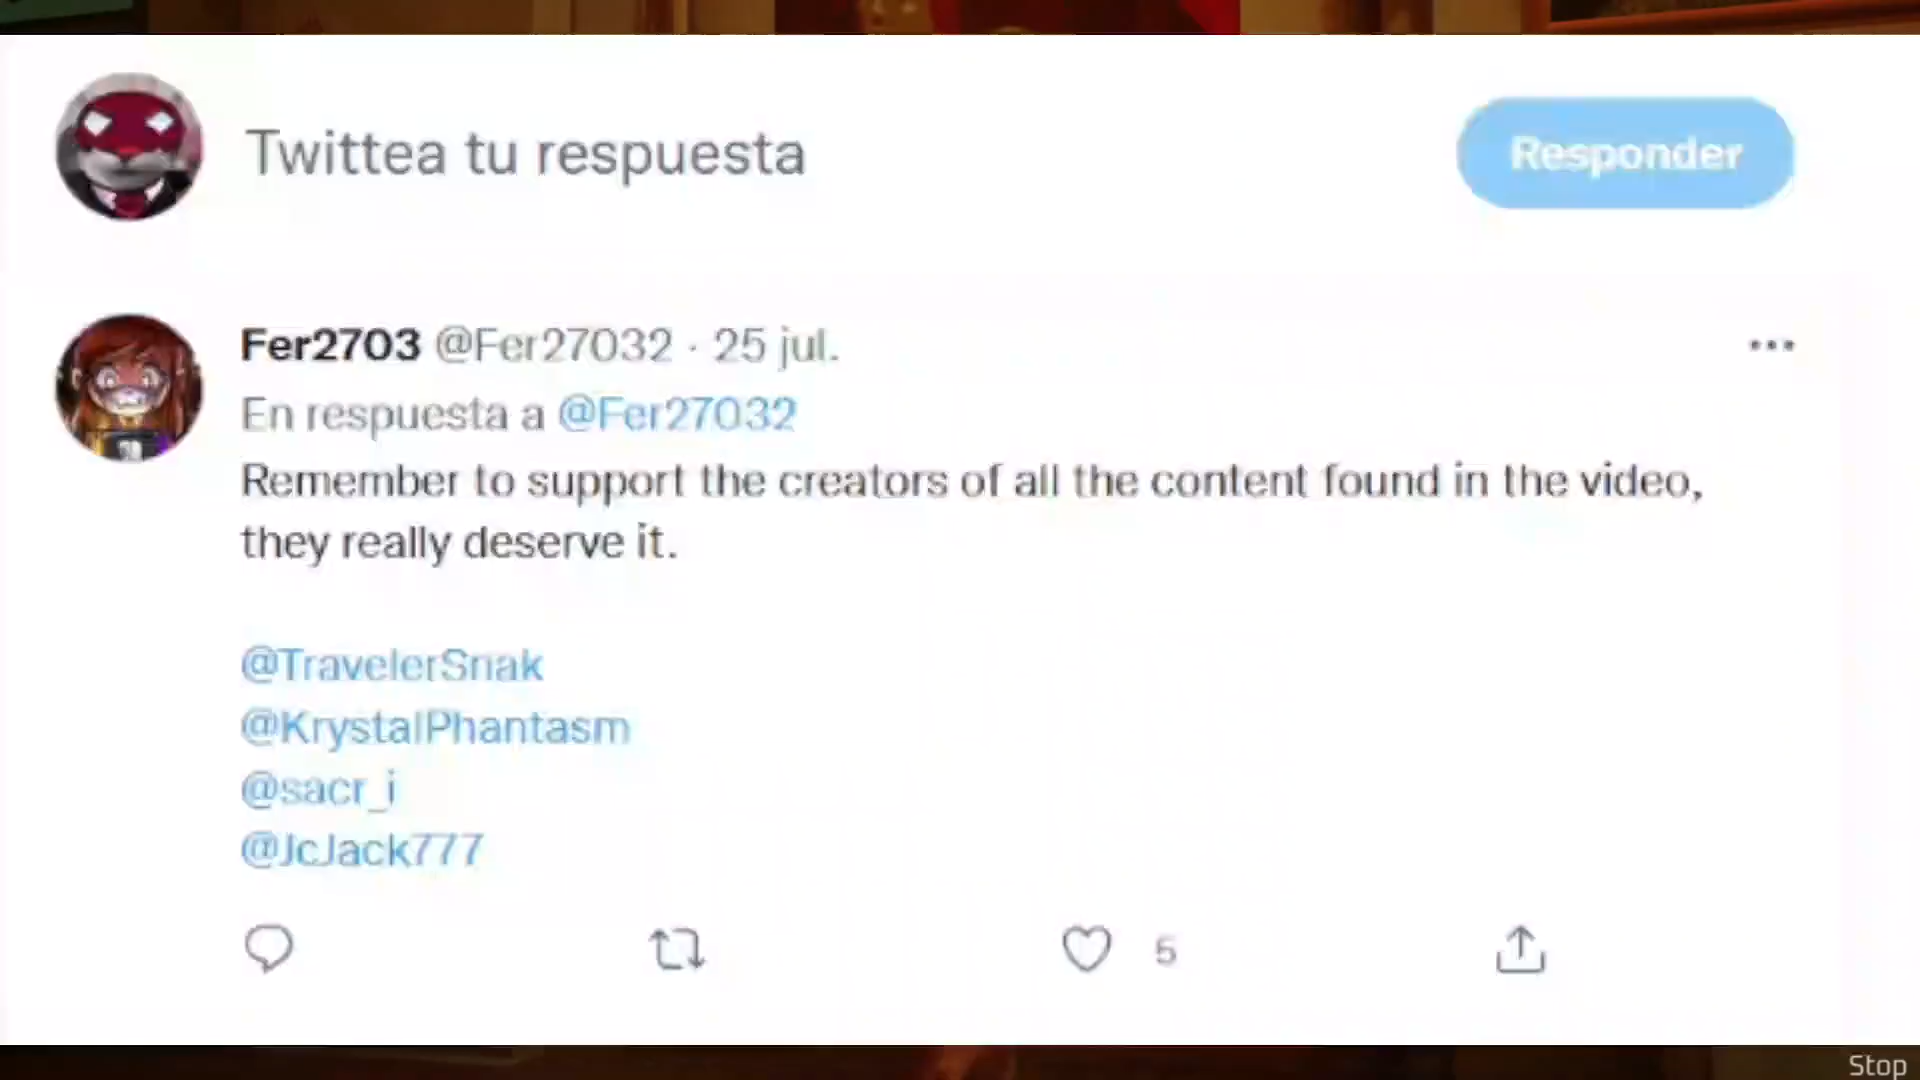 Twittea tu respuesta
Responder
Fer2703 @Fer27032 · 25 jul.
En respuesta a @Fer27032
Remember to support the creators of all the content found in the video,
they really deserve it.
@TravelerSnak
@KrystalPhantasm
@sacr_i
@JcJack777
5
Stop